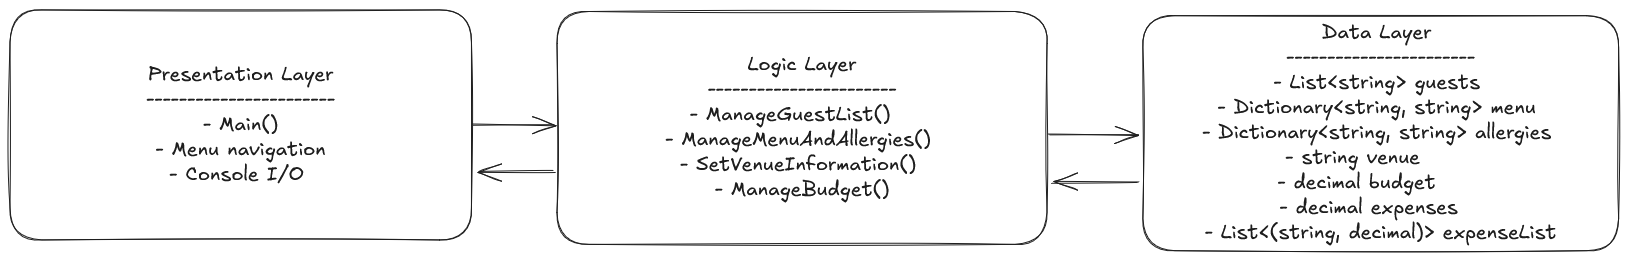 Presentation Layer
-----------------------
- Main()
- Menu navigation
- Console I/O
Logic Layer
-----------------------
- ManageGuestList()
- ManageMenuAndAllergies()
- SetVenueInformation()
- ManageBudget()
Data Layer
-----------------------
- List<string> guests
- Dictionary<string, string> menu
- Dictionary<string, string> allergies
- string venue
- decimal budget
- decimal expenses
- List<(string, decimal)> expenseList